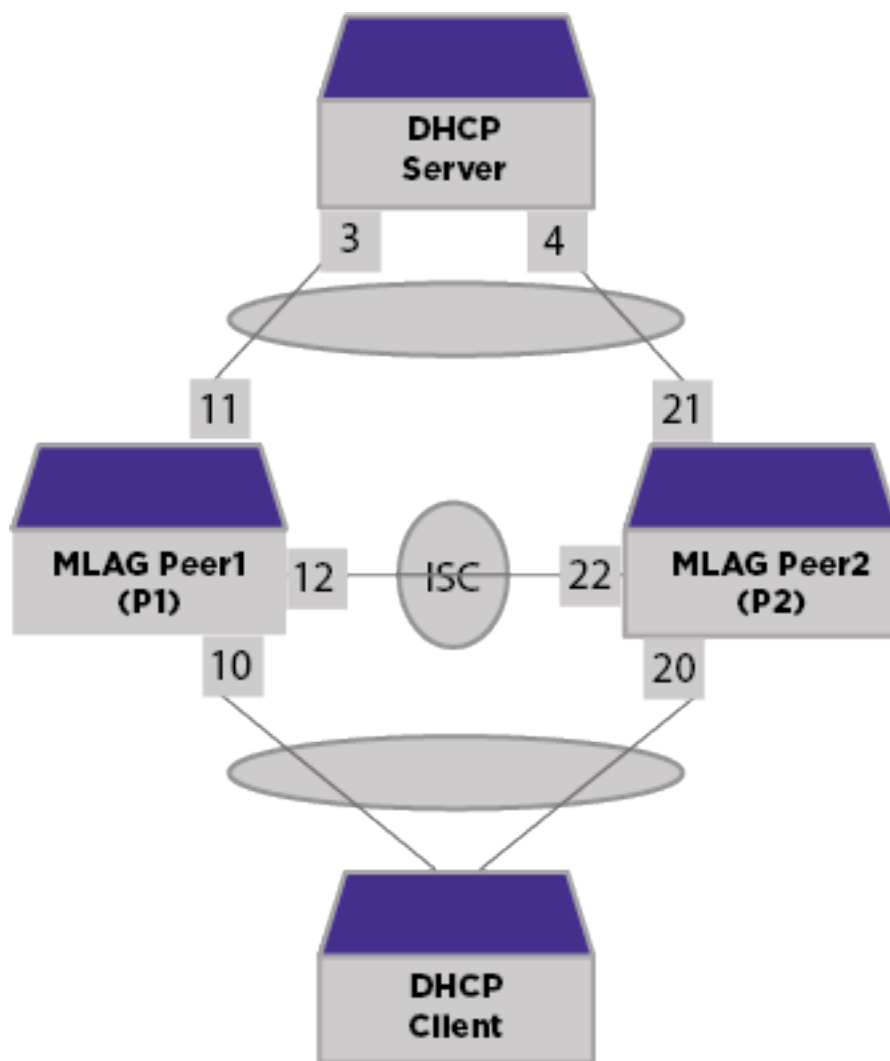 DHCP
Server
3
4
11
21
MLAG Peer1
(P1)
12
ISC
22
MLAG Peer2
(P2)
10
20
DHCP
Client